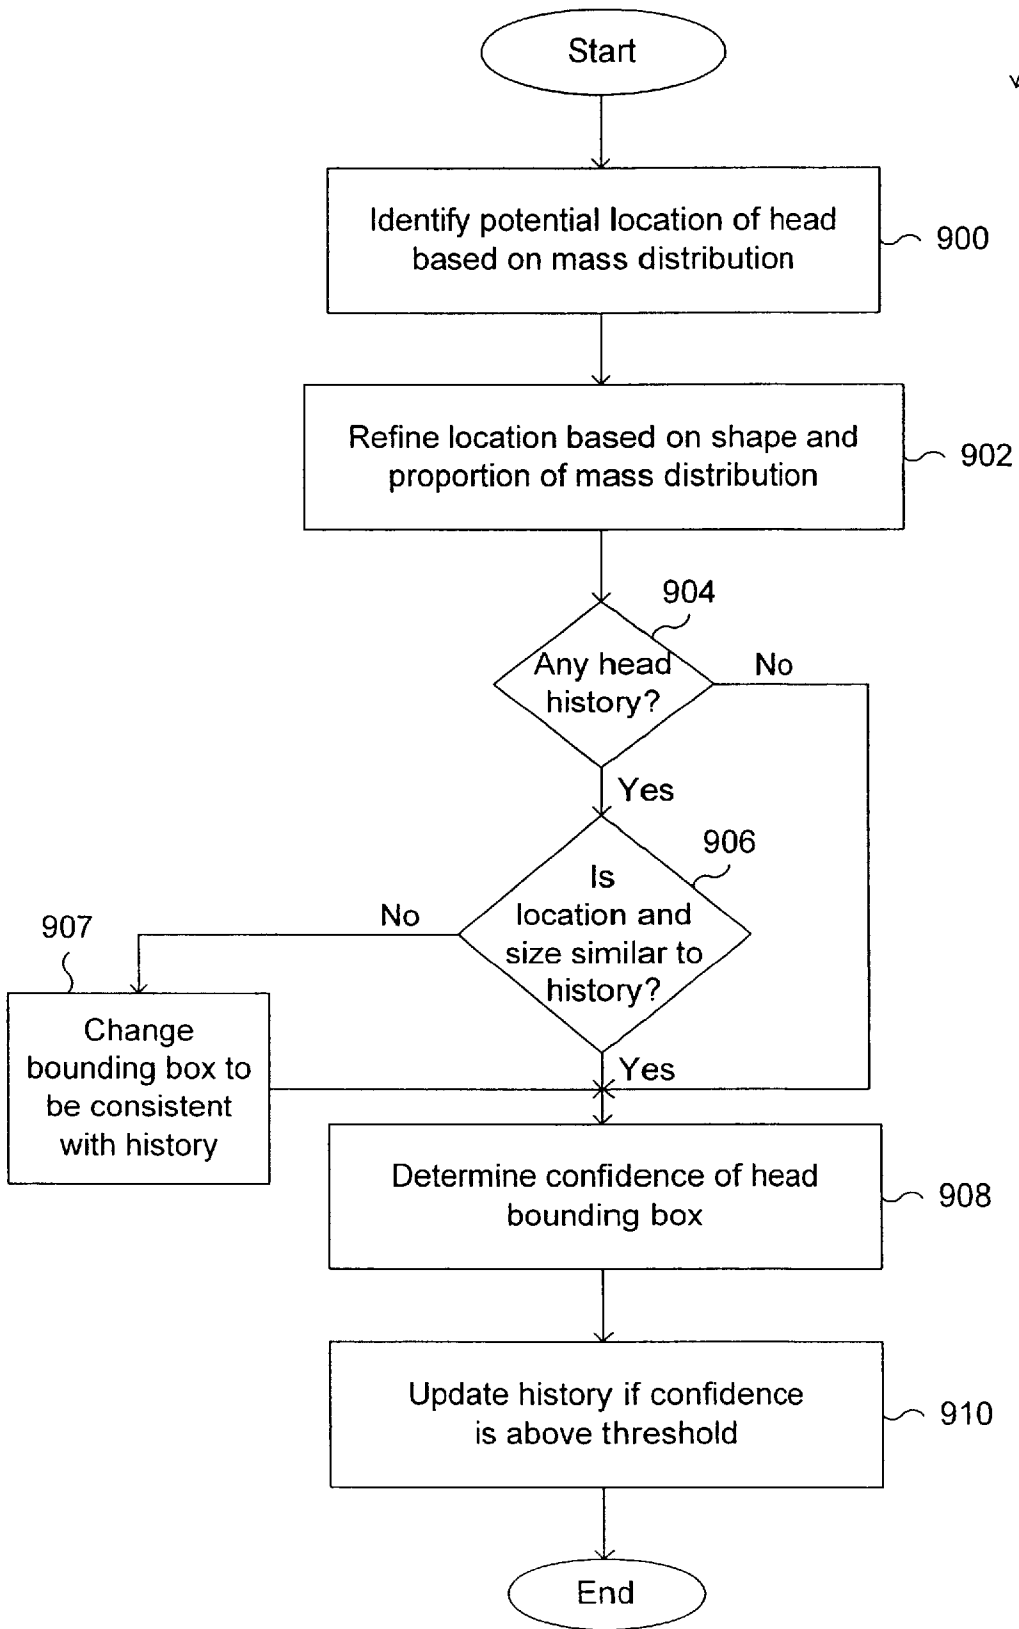 Start
Identify potential location of head
based on mass distribution
900
Refine location based on shape and
proportion of mass distribution
902
904
Any head
history?
No
Yes
906
Is
location and
size similar to
history?
No
907
Yes
Change
bounding box to
be consistent
with history
Determine confidence of head
bounding box
908
Update history if confidence
is above threshold
910
End